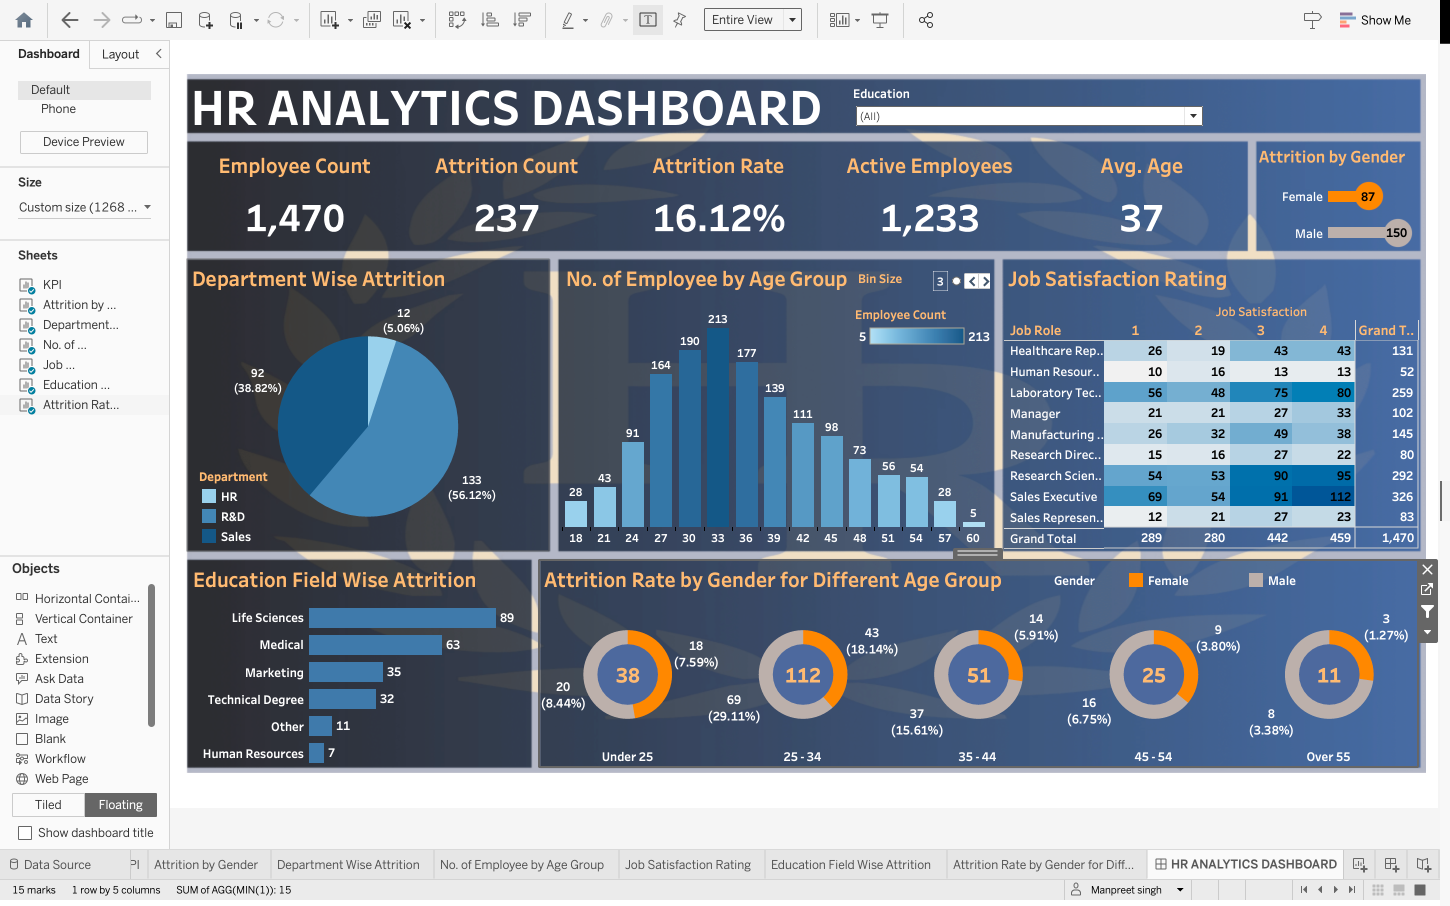 Entire View
Show Me
Dashboard
Layout
Default
Phone
Device Preview
Size
Custom size (1268 ...
Sheets
KPI
Attrition by ...
Department...
No. of ...
Job ...
Education ...
Attrition Rat...
Objects
Horizontal Contai...
Vertical Container
Text
Extension
Ask Data
Data Story
Image
Blank
Workflow
Web Page
Tiled
Floating
Show dashboard title
HR ANALYTICS DASHBOARD
Education
(All)
Employee Count
1,470
Attrition Count
237
Attrition Rate
16.12%
Active Employees
1,233
Avg. Age
37
Attrition by Gender
Female 87
Male 150
Department Wise Attrition
12
(5.06%)
92
(38.82%)
133
(56.12%)
Department
HR
R&D
Sales
No. of Employee by Age Group
Bin Size
3
Employee Count
5 213
28 43 91 164 190 213 177 139 111 98 73 56 54 28 5
18 21 24 27 30 33 36 39 42 45 48 51 54 57 60
Job Satisfaction Rating
Job Satisfaction
Job Role 1 2 3 4 Grand T..
Healthcare Rep.. 26 19 43 43 131
Human Resour.. 10 16 13 13 52
Laboratory Tec.. 56 48 75 80 259
Manager 21 21 27 33 102
Manufacturing .. 26 32 49 38 145
Research Direc.. 15 16 27 22 80
Research Scien.. 54 53 90 95 292
Sales Executive 69 54 91 112 326
Sales Represen.. 12 21 27 23 83
Grand Total 289 280 442 459 1,470
Education Field Wise Attrition
Life Sciences 89
Medical 63
Marketing 35
Technical Degree 32
Other 11
Human Resources 7
Attrition Rate by Gender for Different Age Group
Gender
Female
Male
18
(7.59%)
38
20
(8.44%)
Under 25
43
(18.14%)
112
69
(29.11%)
25 - 34
14
(5.91%)
51
37
(15.61%)
35 - 44
9
(3.80%)
25
16
(6.75%)
45 - 54
3
(1.27%)
11
8
(3.38%)
Over 55
Data Source
PI
Attrition by Gender
Department Wise Attrition
No. of Employee by Age Group
Job Satisfaction Rating
Education Field Wise Attrition
Attrition Rate by Gender for Diff...
HR ANALYTICS DASHBOARD
15 marks
1 row by 5 columns
SUM of AGG(MIN(1)): 15
Manpreet singh